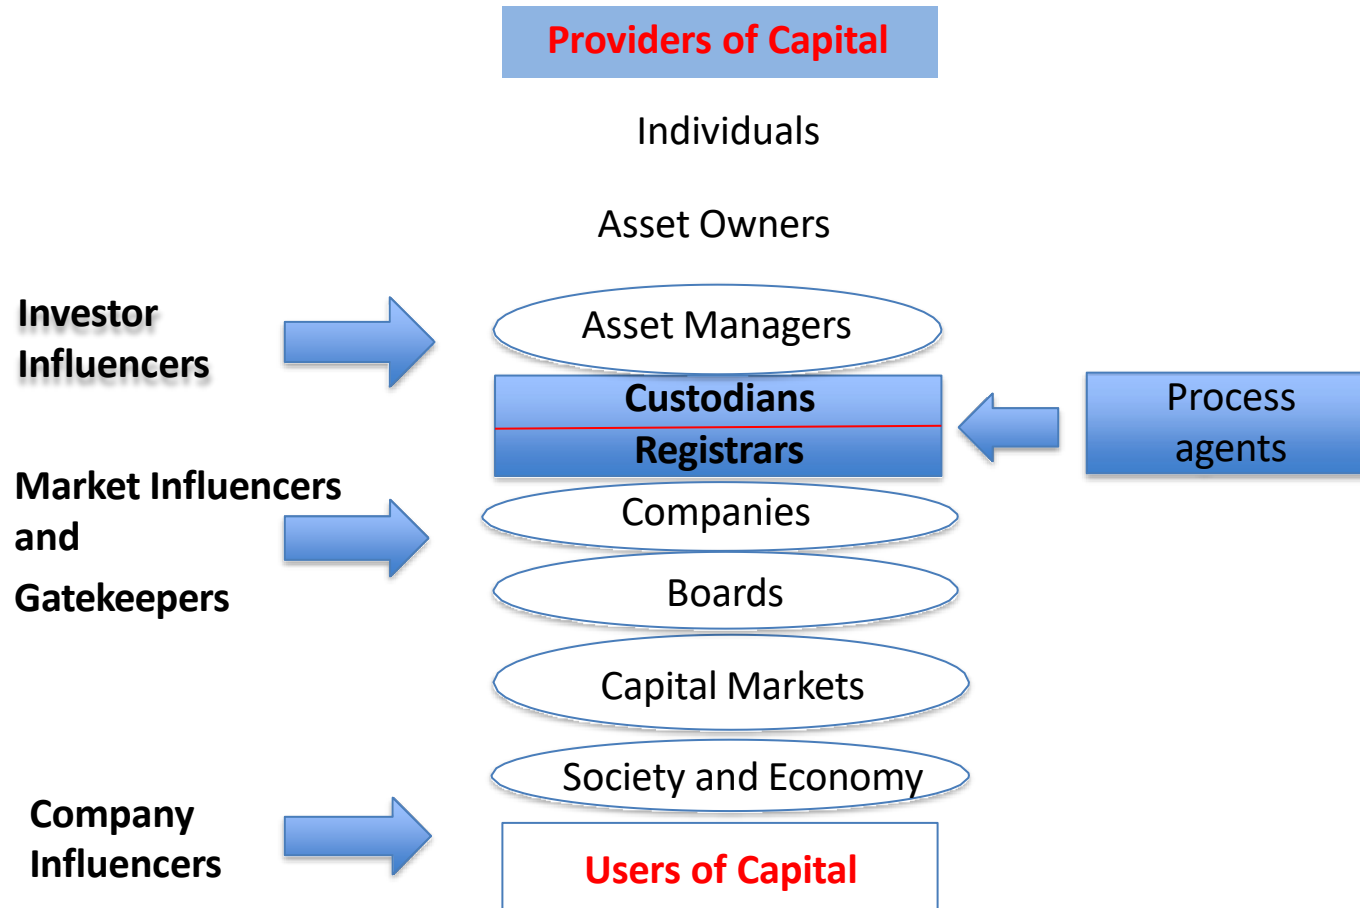 Providers of Capital
Individuals
Asset Owners
Investor
Influencers
Asset Managers
Custodians
Registrars
Process
agents
Market Influencers
and
Gatekeepers
Companies
Boards
Capital Markets
Society and Economy
Company
Influencers
Users of Capital